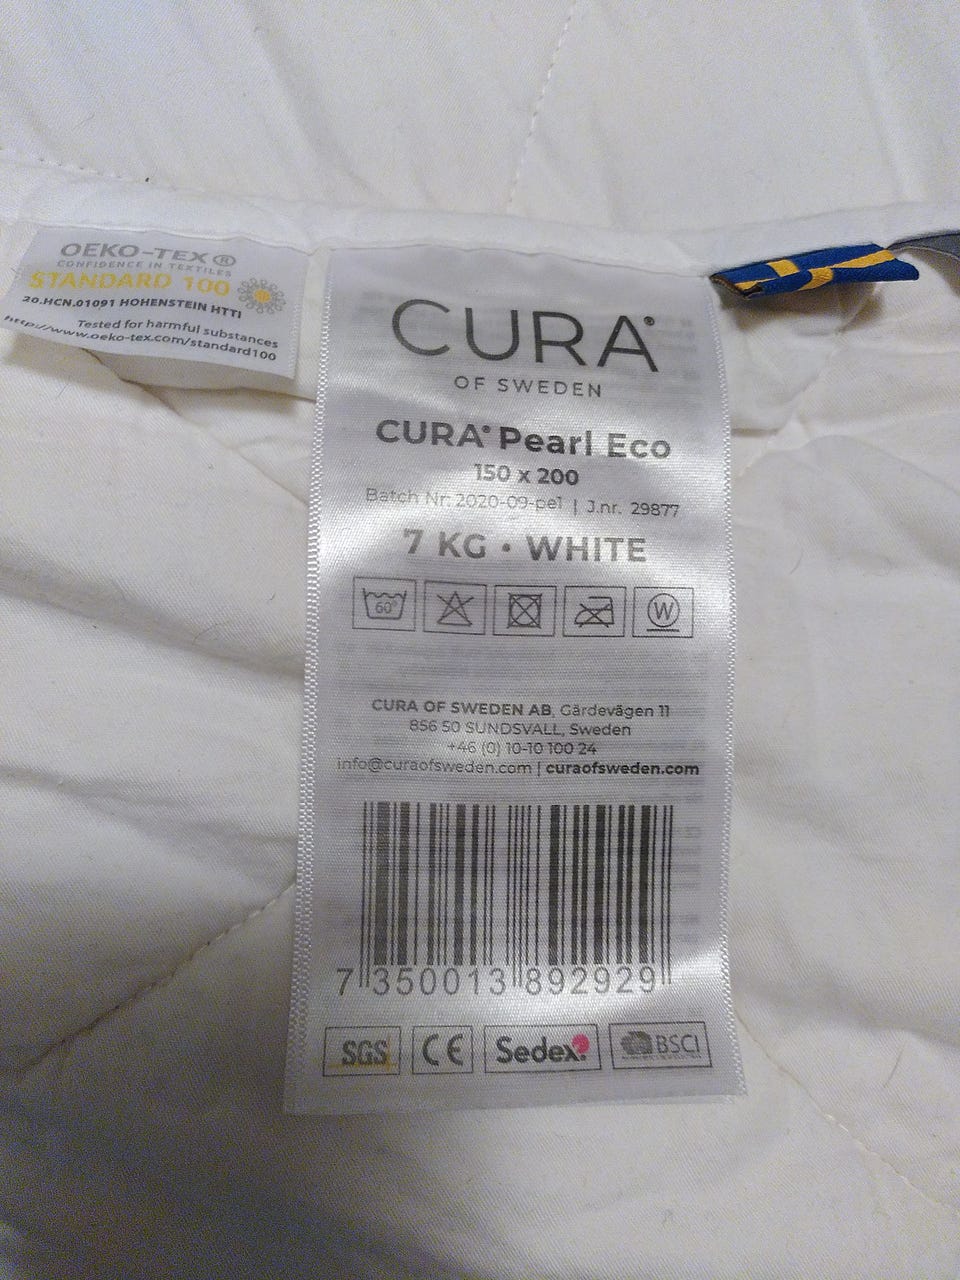 OEKO-TEX®
CONFIDENCE IN TEXTILES
STANDARD 100
20.HCN.01091 HOHENSTEIN HTTI
Tested for harmful substances
http://www.oeko-tex.com/standard100
CURA®
OF SWEDEN
CURA® Pearl Eco
150 x 200
Batch Nr: 2020-09-pe1 | J.nr. 29877
7 KG • WHITE
60°
W
CURA OF SWEDEN AB, Gärdevägen 11
856 50 SUNDSVALL, Sweden
+46 (0) 10-10 100 24
info@curaofsweden.com | curaofsweden.com
7 350013 892929
SGS CE Sedex BSCI